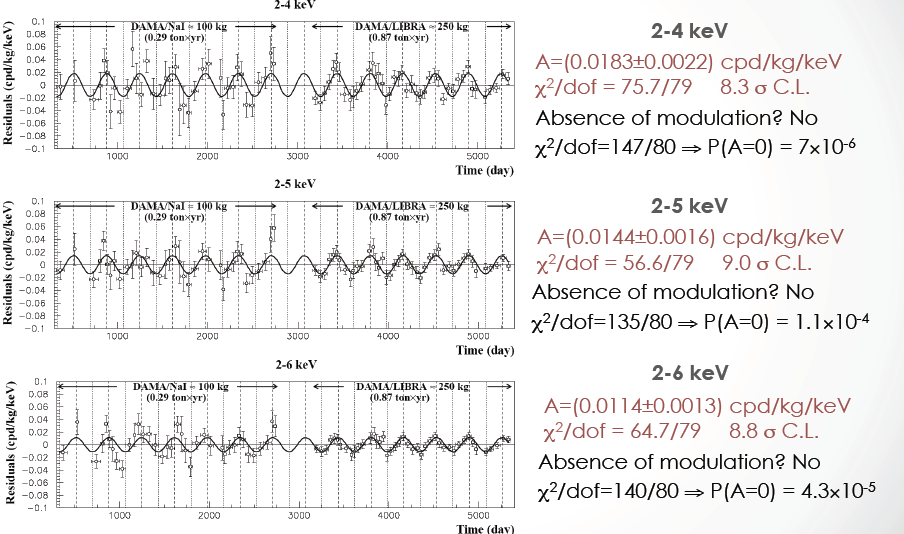 2-4 keV
Residuals (cpd/kg/keV)
DAMA/NaI ≈ 100 kg
(0.29 ton×yr)
DAMA/LIBRA ≈ 250 kg
(0.87 ton×yr)
0.1
0.08
0.06
0.04
0.02
0
-0.02
-0.04
-0.06
-0.08
-0.1
1000 2000 3000 4000 5000
Time (day)
2-4 keV
A=(0.0183±0.0022) cpd/kg/keV
χ²/dof = 75.7/79 8.3 σ C.L.
Absence of modulation? No
χ²/dof=147/80 ⇒ P(A=0) = 7×10⁻⁶
2-5 keV
Residuals (cpd/kg/keV)
DAMA/NaI ≈ 100 kg
(0.29 ton×yr)
DAMA/LIBRA ≈ 250 kg
(0.87 ton×yr)
0.1
0.08
0.06
0.04
0.02
0
-0.02
-0.04
-0.06
-0.08
-0.1
1000 2000 3000 4000 5000
Time (day)
2-5 keV
A=(0.0144±0.0016) cpd/kg/keV
χ²/dof = 56.6/79 9.0 σ C.L.
Absence of modulation? No
χ²/dof=135/80 ⇒ P(A=0) = 1.1×10⁻⁴
2-6 keV
Residuals (cpd/kg/keV)
DAMA/NaI ≈ 100 kg
(0.29 ton×yr)
DAMA/LIBRA ≈ 250 kg
(0.87 ton×yr)
0.1
0.08
0.06
0.04
0.02
0
-0.02
-0.04
-0.06
-0.08
-0.1
1000 2000 3000 4000 5000
Time (day)
2-6 keV
A=(0.0114±0.0013) cpd/kg/keV
χ²/dof = 64.7/79 8.8 σ C.L.
Absence of modulation? No
χ²/dof=140/80 ⇒ P(A=0) = 4.3×10⁻⁵